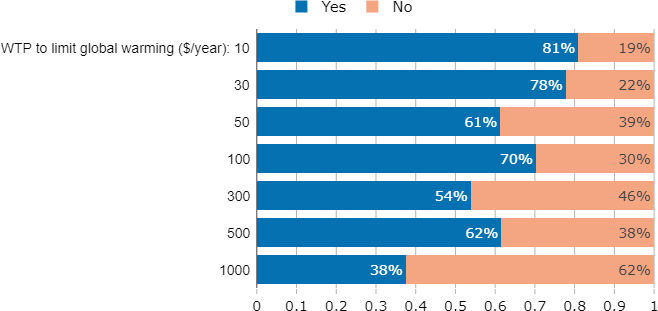 Yes No
WTP to limit global warming ($/year): 10 81% 19%
30 78% 22%
50 61% 39%
100 70% 30%
300 54% 46%
500 62% 38%
1000 38% 62%
0 0.1 0.2 0.3 0.4 0.5 0.6 0.7 0.8 0.9 1